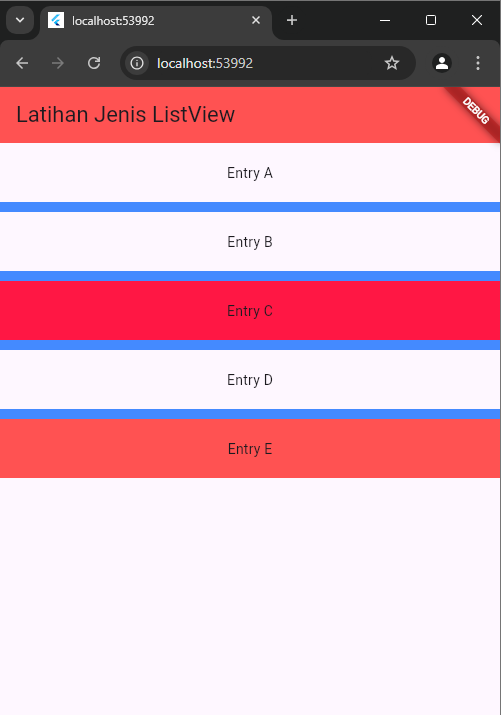 localhost:53992
localhost:53992
Latihan Jenis ListView
DEBUG
Entry A
Entry B
Entry C
Entry D
Entry E